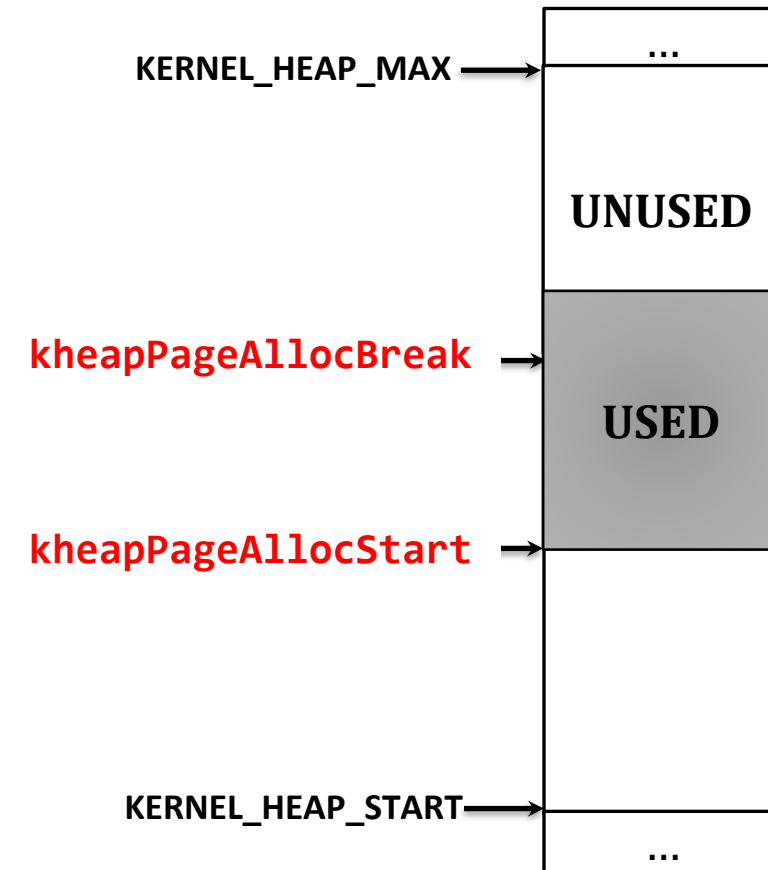 ...
KERNEL_HEAP_MAX
UNUSED
kheapPageAllocBreak
USED
kheapPageAllocStart
KERNEL_HEAP_START
...